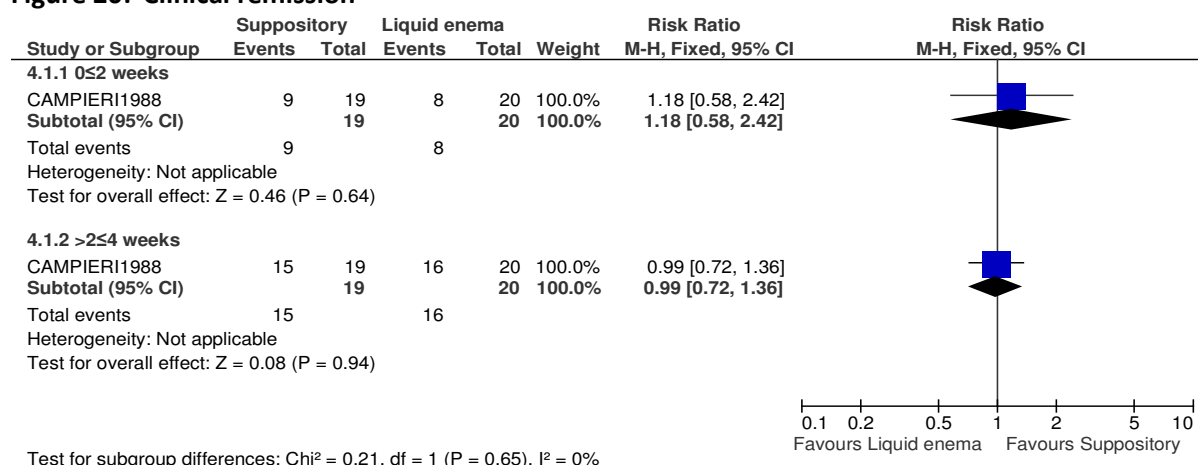 Figure 20: Clinical remission
Suppository Liquid enema Risk Ratio Risk Ratio
Study or Subgroup Events Total Events Total Weight M-H, Fixed, 95% CI M-H, Fixed, 95% CI
4.1.1 0≤2 weeks
CAMPIERI1988 9 19 8 20 100.0% 1.18 [0.58, 2.42]
Subtotal (95% CI) 19 20 100.0% 1.18 [0.58, 2.42]
Total events 9 8
Heterogeneity: Not applicable
Test for overall effect: Z = 0.46 (P = 0.64)
4.1.2 >2≤4 weeks
CAMPIERI1988 15 19 16 20 100.0% 0.99 [0.72, 1.36]
Subtotal (95% CI) 19 20 100.0% 0.99 [0.72, 1.36]
Total events 15 16
Heterogeneity: Not applicable
Test for overall effect: Z = 0.08 (P = 0.94)
0.1 0.2 0.5 1 2 5 10
Favours Liquid enema Favours Suppository
Test for subgroup differences: Chi² = 0.21, df = 1 (P = 0.65), I² = 0%